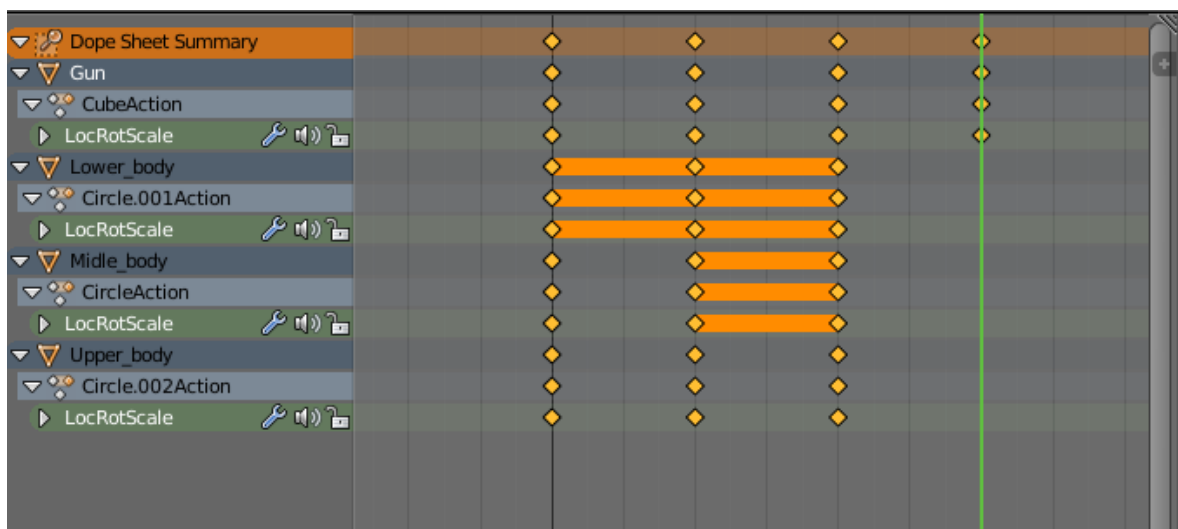 Dope Sheet Summary
Gun
CubeAction
LocRotScale
Lower_body
Circle.001Action
LocRotScale
Midle_body
CircleAction
LocRotScale
Upper_body
Circle.002Action
LocRotScale